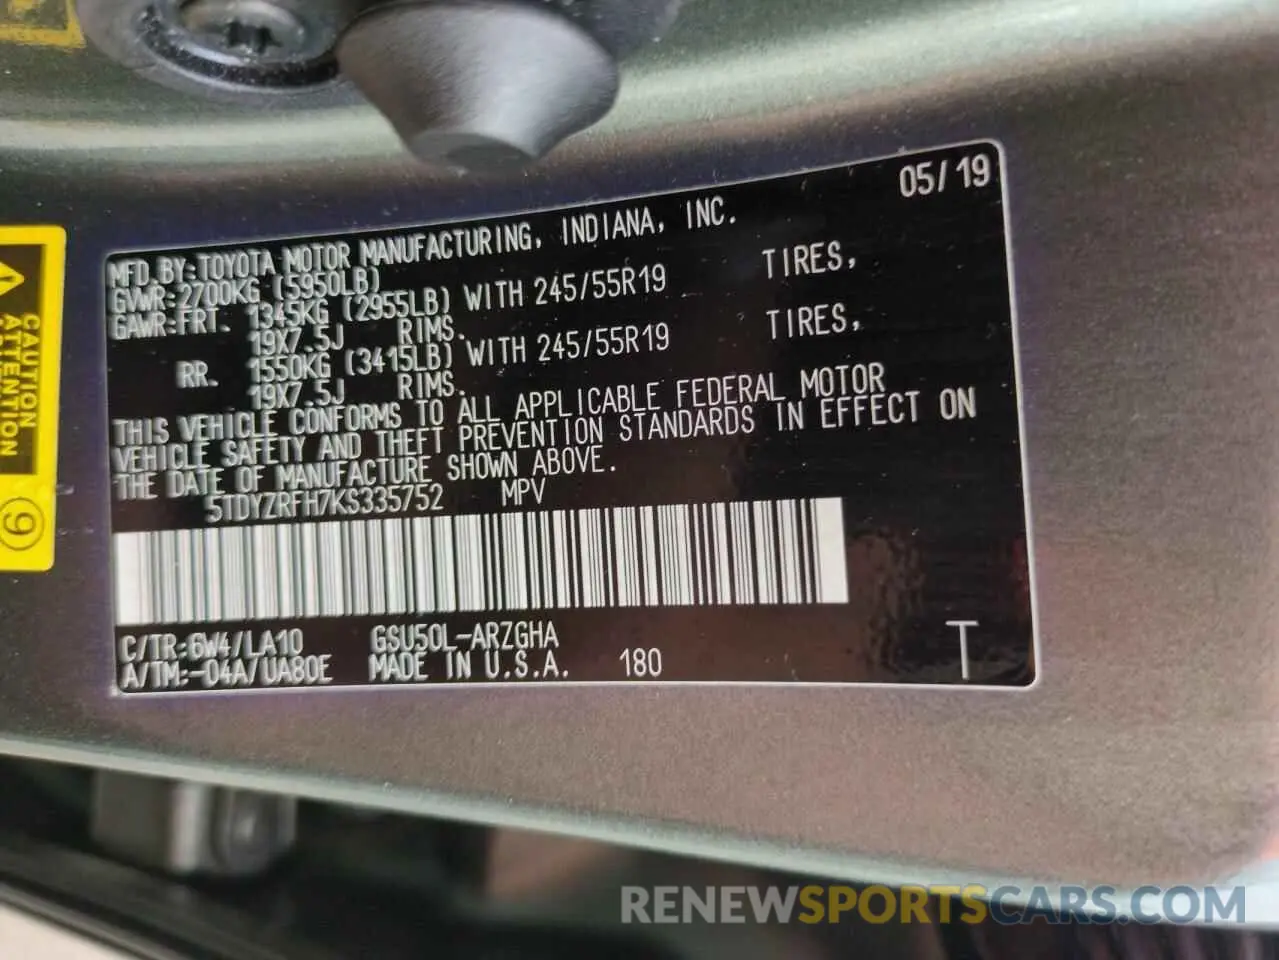 05/19
MFD.BY:TOYOTA MOTOR MANUFACTURING, INDIANA, INC.
GVWR:2700KG (5950LB)
GAWR:FRT. 1345KG (2955LB) WITH 245/55R19 TIRES,
19X7.5J RIMS.
RR. 1550KG (3415LB) WITH 245/55R19 TIRES,
19X7.5J RIMS.
THIS VEHICLE CONFORMS TO ALL APPLICABLE FEDERAL MOTOR
VEHICLE SAFETY AND THEFT PREVENTION STANDARDS IN EFFECT ON
THE DATE OF MANUFACTURE SHOWN ABOVE.
5TDYZRFH7KS335752 MPV
C/TR:6W4/LA10 GSU50L-ARZGHA
A/TM:-04A/UA80E MADE IN U.S.A. 180 T
CAUTION
ATTENTION
9
RENEWSPORTSCARS.COM